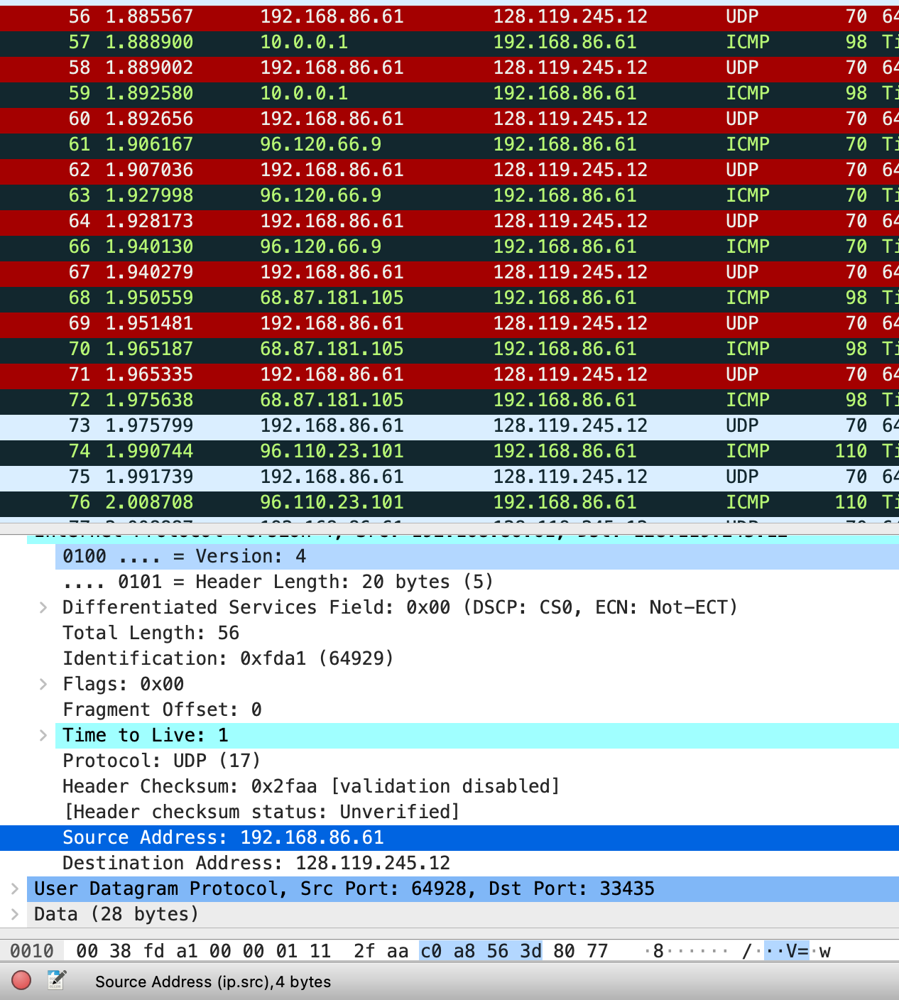 56 1.885567 192.168.86.61 128.119.245.12 UDP 70 64
57 1.888900 10.0.0.1 192.168.86.61 ICMP 98 Ti
58 1.889002 192.168.86.61 128.119.245.12 UDP 70 64
59 1.892580 10.0.0.1 192.168.86.61 ICMP 98 Ti
60 1.892656 192.168.86.61 128.119.245.12 UDP 70 64
61 1.906167 96.120.66.9 192.168.86.61 ICMP 70 Ti
62 1.907036 192.168.86.61 128.119.245.12 UDP 70 64
63 1.927998 96.120.66.9 192.168.86.61 ICMP 70 Ti
64 1.928173 192.168.86.61 128.119.245.12 UDP 70 64
66 1.940130 96.120.66.9 192.168.86.61 ICMP 70 Ti
67 1.940279 192.168.86.61 128.119.245.12 UDP 70 64
68 1.950559 68.87.181.105 192.168.86.61 ICMP 98 Ti
69 1.951481 192.168.86.61 128.119.245.12 UDP 70 64
70 1.965187 68.87.181.105 192.168.86.61 ICMP 98 Ti
71 1.965335 192.168.86.61 128.119.245.12 UDP 70 64
72 1.975638 68.87.181.105 192.168.86.61 ICMP 98 Ti
73 1.975799 192.168.86.61 128.119.245.12 UDP 70 64
74 1.990744 96.110.23.101 192.168.86.61 ICMP 110 Ti
75 1.991739 192.168.86.61 128.119.245.12 UDP 70 64
76 2.008708 96.110.23.101 192.168.86.61 ICMP 110 Ti
0100 .... = Version: 4
.... 0101 = Header Length: 20 bytes (5)
Differentiated Services Field: 0x00 (DSCP: CS0, ECN: Not-ECT)
Total Length: 56
Identification: 0xfda1 (64929)
Flags: 0x00
Fragment Offset: 0
Time to Live: 1
Protocol: UDP (17)
Header Checksum: 0x2faa [validation disabled]
[Header checksum status: Unverified]
Source Address: 192.168.86.61
Destination Address: 128.119.245.12
User Datagram Protocol, Src Port: 64928, Dst Port: 33435
Data (28 bytes)
0010 00 38 fd a1 00 00 01 11 2f aa c0 a8 56 3d 80 77 ·8······ /···V=·w
Source Address (ip.src), 4 bytes